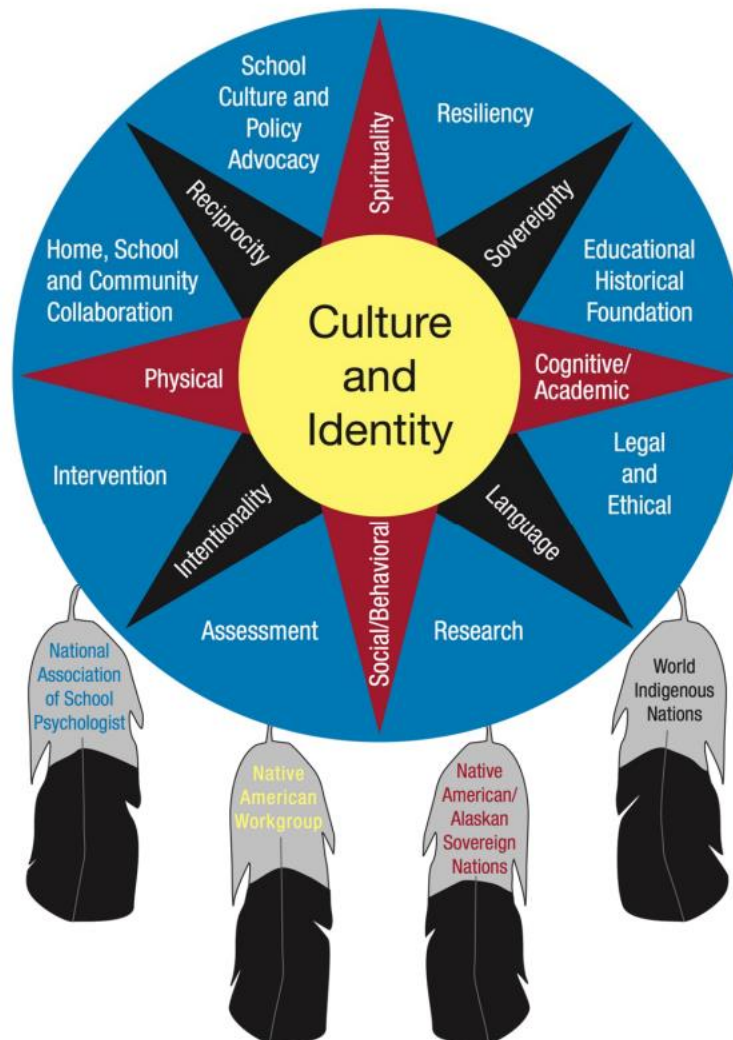 School
Culture and
Policy
Advocacy
Spirituality
Resiliency
Reciprocity
Sovereignty
Home, School
and Community
Collaboration
Educational
Historical
Foundation
Culture
and
Identity
Physical
Cognitive/
Academic
Intervention
Legal
and
Ethical
Intentionality
Language
Assessment
Social/Behavioral
Research
National
Association
of School
Psychologist
Native
American
Workgroup
Native
American/
Alaskan
Sovereign
Nations
World
Indigenous
Nations